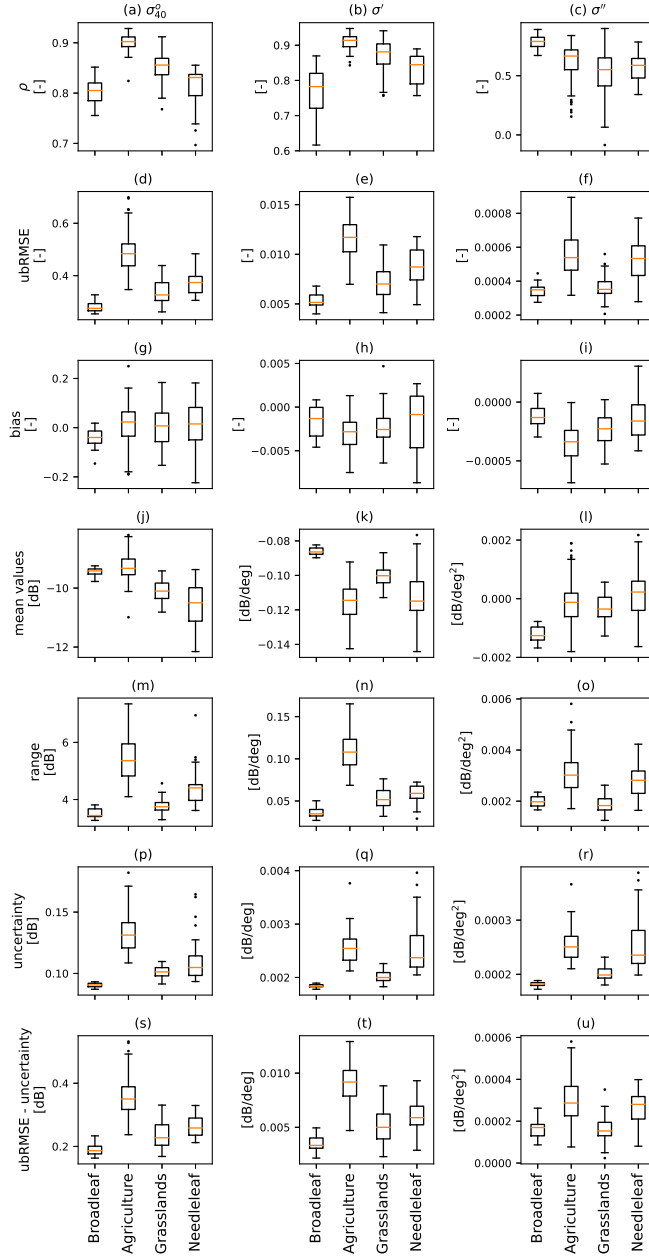 (a) σ°40 (b) σ′ (c) σ″
ρ [-] 0.9 0.8 0.7
[-] 0.9 0.8 0.7 0.6
[-] 0.5 0.0
(d) (e) (f)
ubRMSE [-] 0.6 0.4
[-] 0.015 0.010 0.005
[-] 0.0008 0.0006 0.0004 0.0002
(g) (h) (i)
bias [-] 0.2 0.0 −0.2
[-] 0.005 0.000 −0.005
[-] 0.0000 −0.0005
(j) (k) (l)
mean values [dB] −10 −12
[dB/deg] −0.08 −0.10 −0.12 −0.14
[dB/deg²] 0.002 0.000 −0.002
(m) (n) (o)
range [dB] 6 4
[dB/deg] 0.15 0.10 0.05
[dB/deg²] 0.006 0.004 0.002
(p) (q) (r)
uncertainty [dB] 0.15 0.10
[dB/deg] 0.004 0.003 0.002
[dB/deg²] 0.0003 0.0002
(s) (t) (u)
ubRMSE - uncertainty [dB] 0.4 0.2
[dB/deg] 0.010 0.005
[dB/deg²] 0.0006 0.0004 0.0002 0.0000
Broadleaf Agriculture Grasslands Needleleaf
Broadleaf Agriculture Grasslands Needleleaf
Broadleaf Agriculture Grasslands Needleleaf